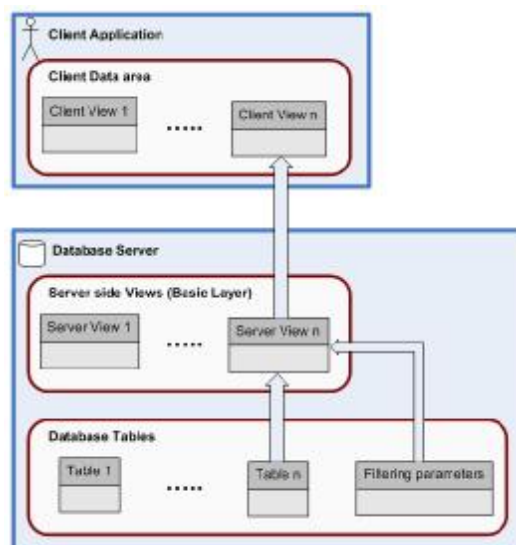 Client Application
Client Data area
Client View 1
.....
Client View n
Database Server
Server side Views (Basic Layer)
Server View 1
.....
Server View n
Database Tables
Table 1
.....
Table n
Filtering parameters